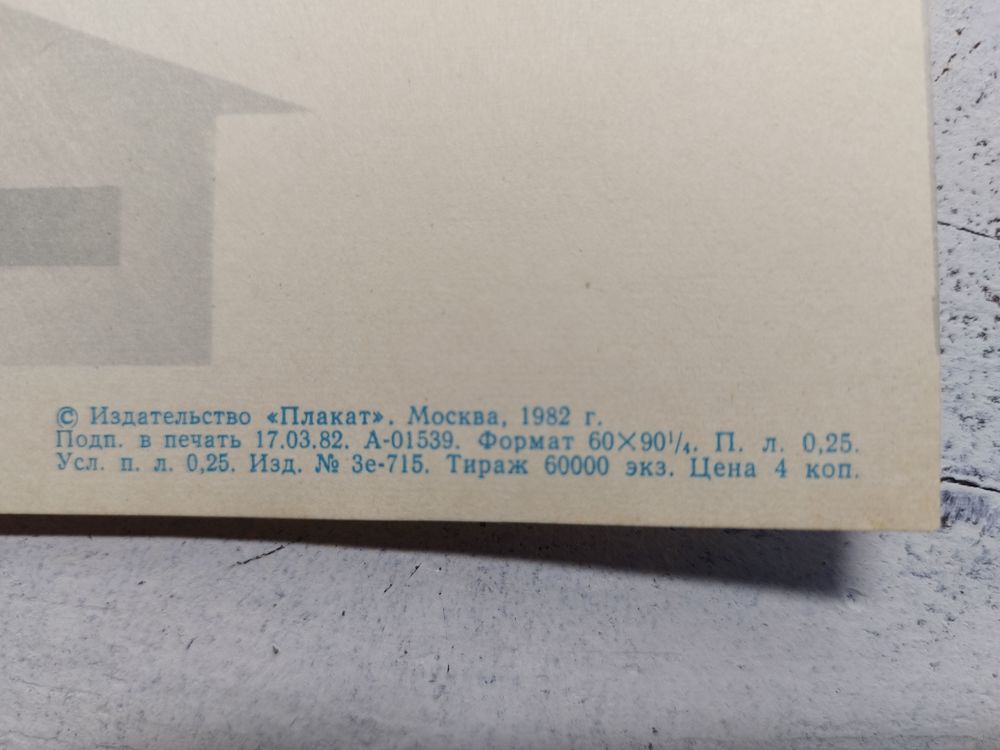 © Издательство «Плакат». Москва, 1982 г.
Подп. в печать 17.03.82. А-01539. Формат 60×90¹/₄. П. л. 0,25.
Усл. п. л. 0,25. Изд. № 3е-715. Тираж 60000 экз. Цена 4 коп.